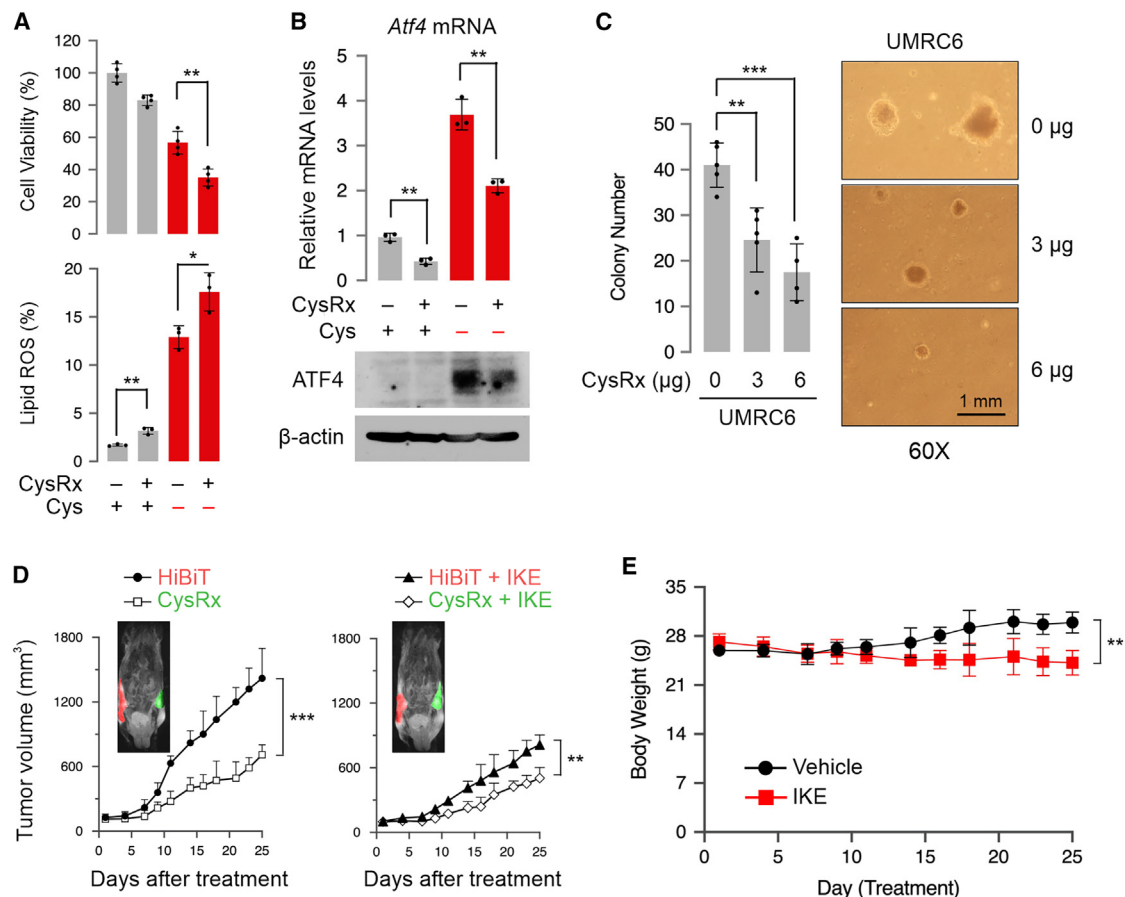 A
120
100
80
60
40
20
0
Cell Viability (%)
**
20
15
10
5
0
Lipid ROS (%)
**
*
CysRx – + – +
Cys + + – –
B
Atf4 mRNA
5
4
3
2
1
0
Relative mRNA levels
**
**
CysRx – + – +
Cys + + – –
ATF4
β-actin
C
50
40
30
20
10
0
Colony Number
***
**
CysRx (µg) 0 3 6
UMRC6
UMRC6
0 µg
3 µg
6 µg
1 mm
60X
D
HiBiT
CysRx
1800
1200
600
0
Tumor volume (mm³)
***
0 5 10 15 20 25
Days after treatment
HiBiT + IKE
CysRx + IKE
1800
1200
600
0
**
0 5 10 15 20 25
Days after treatment
E
35
28
21
14
7
0
Body Weight (g)
**
Vehicle
IKE
0 5 10 15 20 25
Day (Treatment)